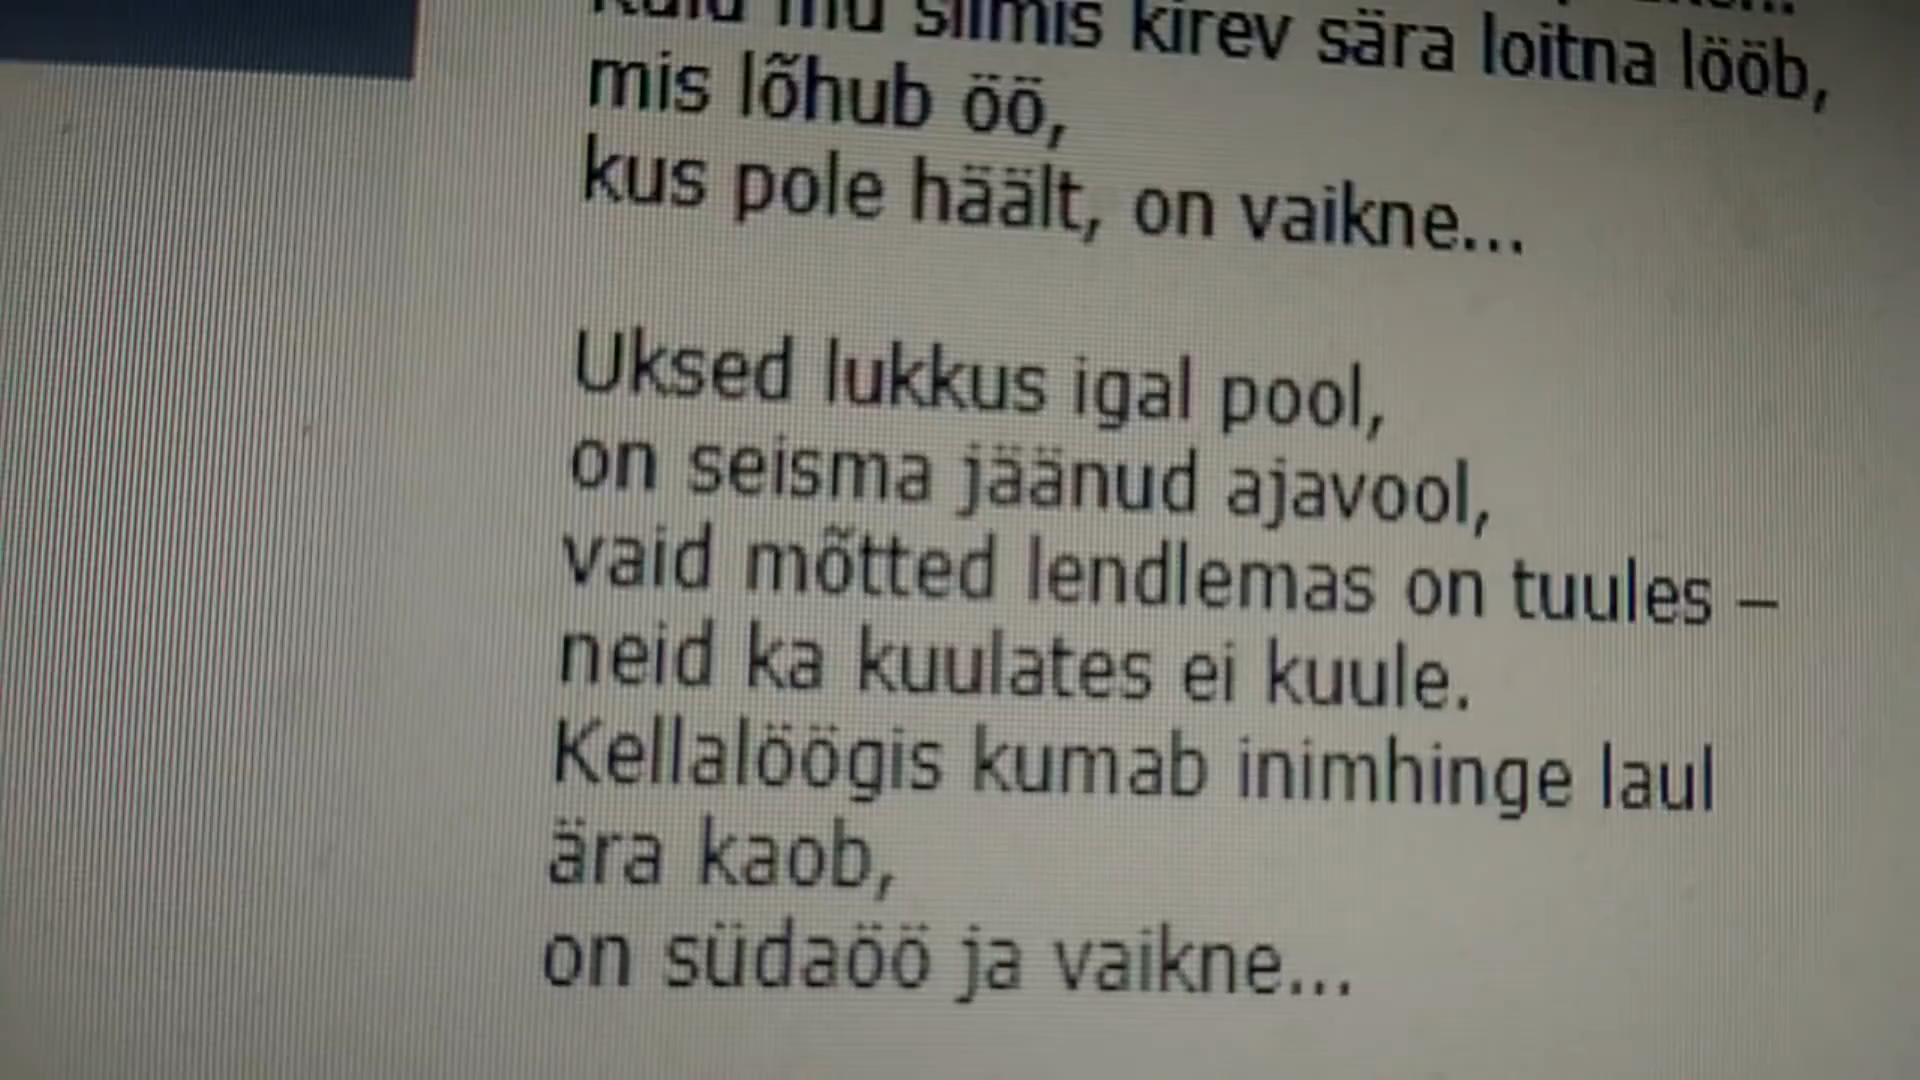 mu silmis kirev sära loitna lööb,
mis lõhub öö,
kus pole häält, on vaikne...
Uksed lukkus igal pool,
on seisma jäänud ajavool,
vaid mõtted lendlemas on tuules –
neid ka kuulates ei kuule.
Kellalöögis kumab inimhinge laul
ära kaob,
on südaöö ja vaikne...